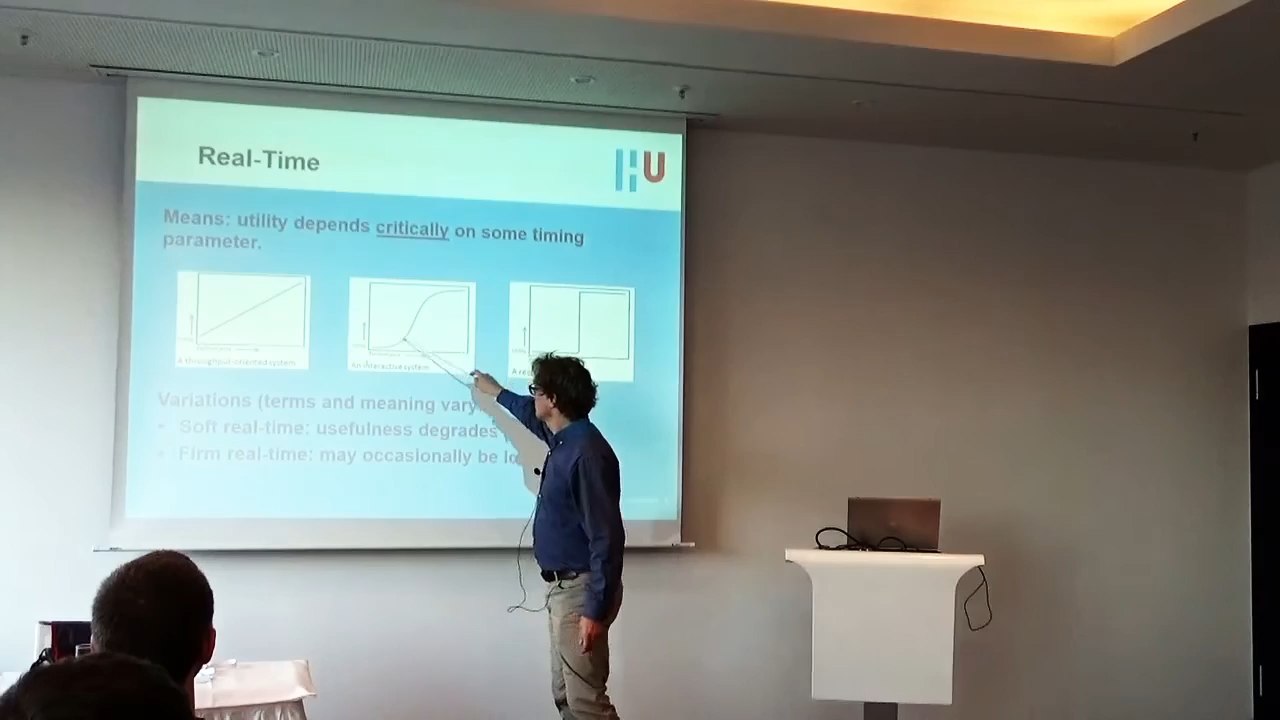 Real-Time
HU
Means: utility depends critically on some timing
parameter.
A throughput-oriented system
An interactive system
A
Variations (terms and meaning vary
• Soft real-time: usefulness degrades
• Firm real-time: may occasionally be